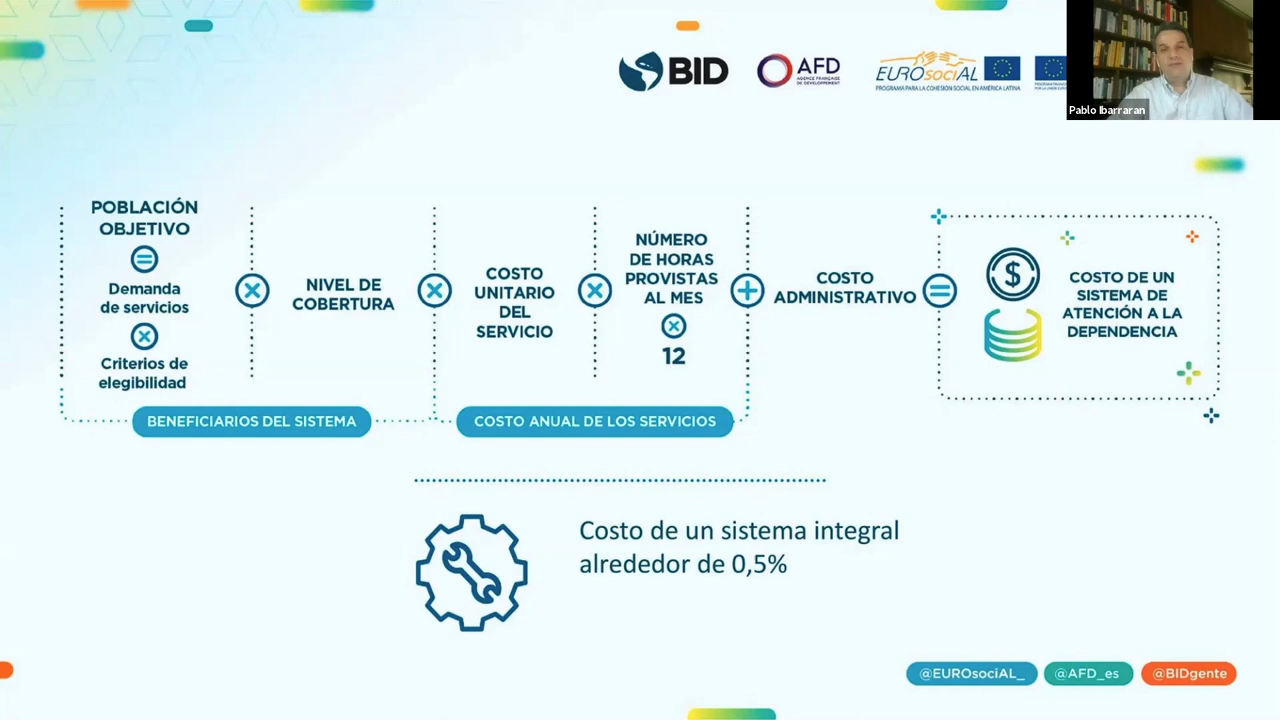 BID
AFD
AGENCE FRANÇAISE
DE DÉVELOPPEMENT
EUROsociAL
PROGRAMA PARA LA COHESIÓN SOCIAL EN AMÉRICA LATINA
Pablo Ibarraran
POBLACIÓN
OBJETIVO
=
Demanda
de servicios
×
Criterios de
elegibilidad
×
NIVEL DE
COBERTURA
×
COSTO
UNITARIO
DEL
SERVICIO
×
NÚMERO
DE HORAS
PROVISTAS
AL MES
×
12
+
COSTO
ADMINISTRATIVO
=
$
COSTO DE UN
SISTEMA DE
ATENCIÓN A LA
DEPENDENCIA
BENEFICIARIOS DEL SISTEMA
COSTO ANUAL DE LOS SERVICIOS
Costo de un sistema integral
alrededor de 0,5%
@EUROsociAL_
@AFD_es
@BIDgente